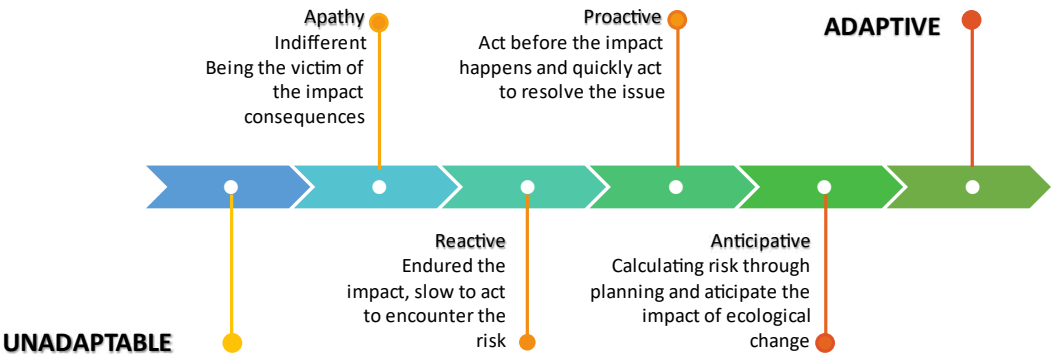 Apathy
Indifferent
Being the victim of
the impact
consequences
Proactive
Act before the impact
happens and quickly act
to resolve the issue
ADAPTIVE
UNADAPTABLE
Reactive
Endured the
impact, slow to act
to encounter the
risk
Anticipative
Calculating risk through
planning and aticipate the
impact of ecological
change